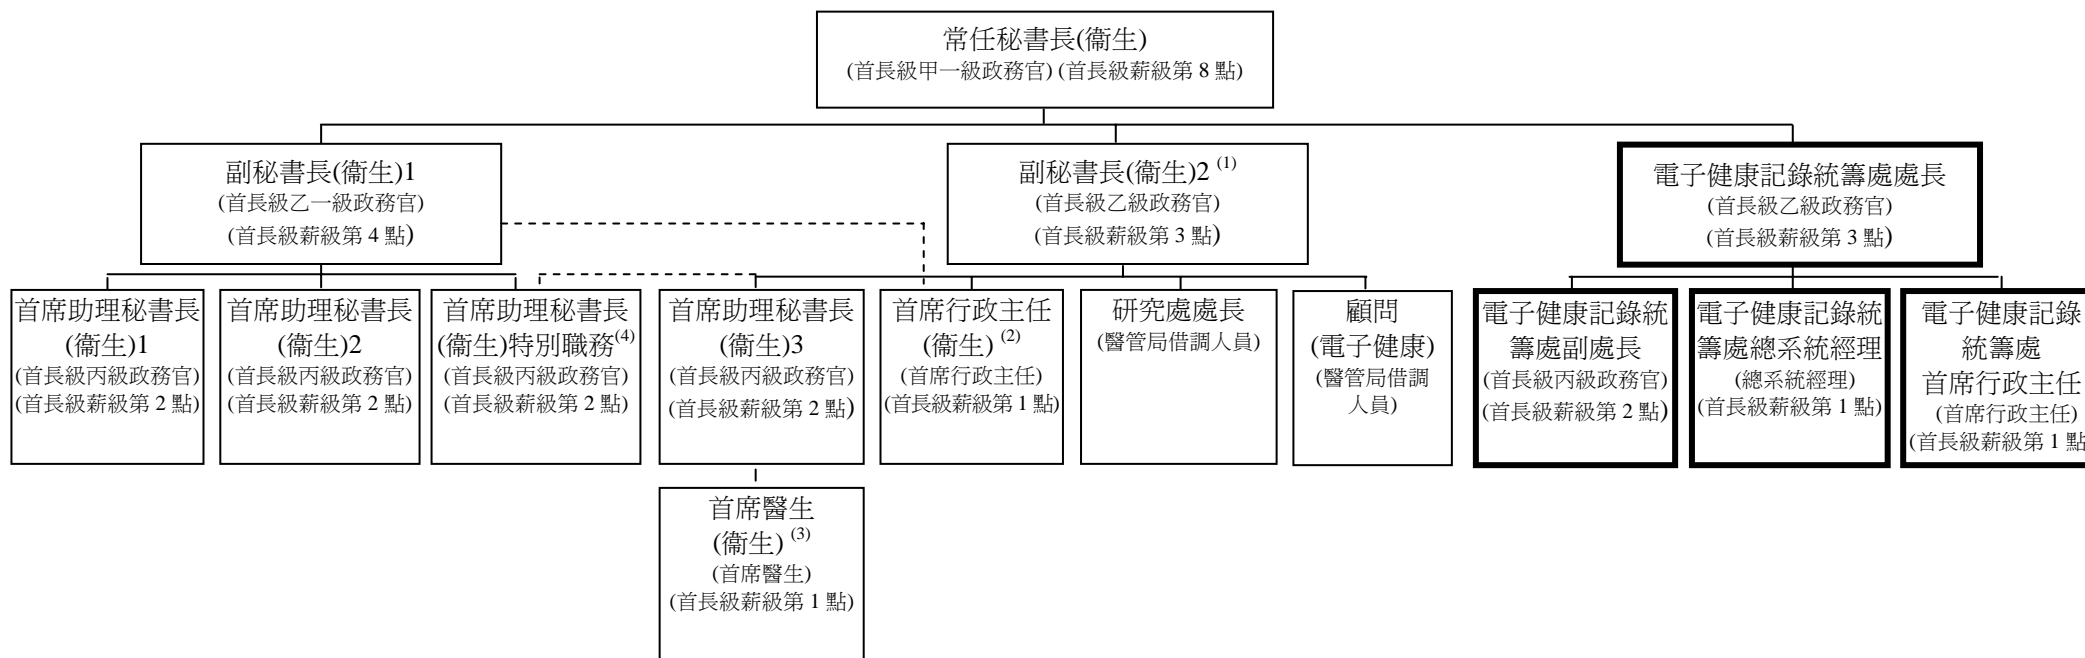 常任秘書長(衞生)
(首長級甲一級政務官) (首長級薪級第 8 點)
副秘書長(衞生)1
(首長級乙一級政務官)
(首長級薪級第 4 點)
副秘書長(衞生)2 (1)
(首長級乙級政務官)
(首長級薪級第 3 點)
電子健康記錄統籌處處長
(首長級乙級政務官)
(首長級薪級第 3 點)
首席助理秘書長
(衞生)1
(首長級丙級政務官)
(首長級薪級第 2 點)
首席助理秘書長
(衞生)2
(首長級丙級政務官)
(首長級薪級第 2 點)
首席助理秘書長
(衞生)特別職務(4)
(首長級丙級政務官)
(首長級薪級第 2 點)
首席助理秘書長
(衞生)3
(首長級丙級政務官)
(首長級薪級第 2 點)
首席行政主任
(衞生) (2)
(首席行政主任)
(首長級薪級第 1 點)
研究處處長
(醫管局借調人員)
顧問
(電子健康)
(醫管局借調
人員)
電子健康記錄統
籌處副處長
(首長級丙級政務官)
(首長級薪級第 2 點)
電子健康記錄統
籌處總系統經理
(總系統經理)
(首長級薪級第 1 點)
電子健康記錄
統籌處
首席行政主任
(首席行政主任)
(首長級薪級第 1 點
首席醫生
(衞生) (3)
(首席醫生)
(首長級薪級第 1 點)